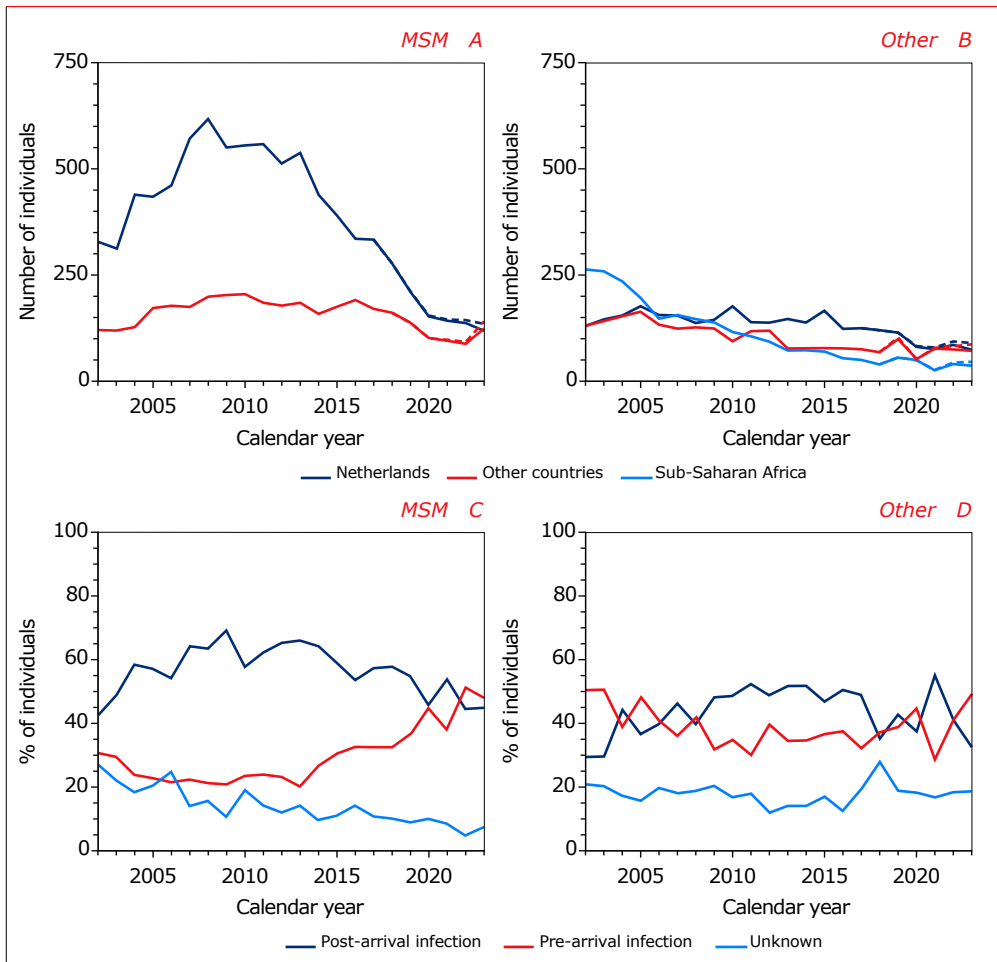 MSM A
Number of individuals
750
500
250
0
2005 2010 2015 2020
Calendar year
Other B
Number of individuals
750
500
250
0
2005 2010 2015 2020
Calendar year
Netherlands Other countries Sub-Saharan Africa
MSM C
% of individuals
100
80
60
40
20
0
2005 2010 2015 2020
Calendar year
Other D
% of individuals
100
80
60
40
20
0
2005 2010 2015 2020
Calendar year
Post-arrival infection Pre-arrival infection Unknown